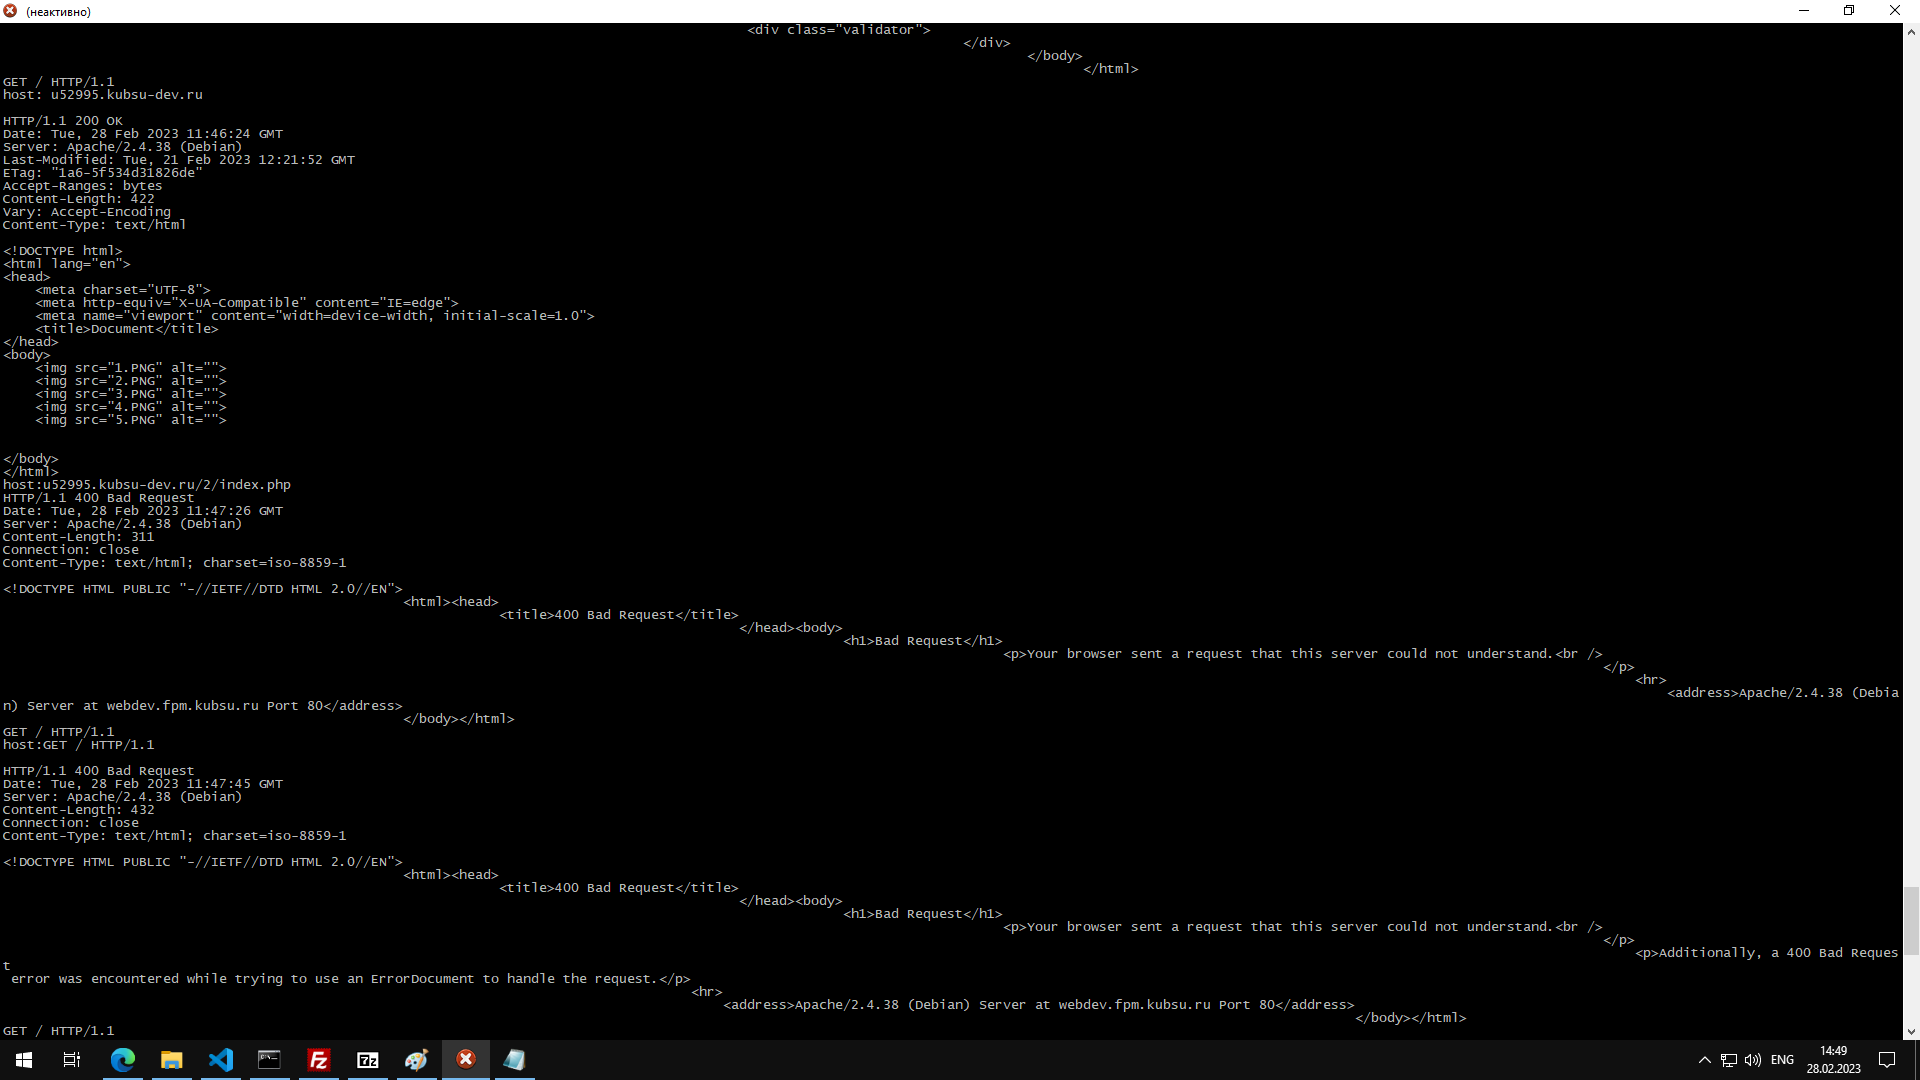 (неактивно)
<div class="validator">
</div>
</body>
</html>
GET / HTTP/1.1
host: u52995.kubsu-dev.ru
HTTP/1.1 200 OK
Date: Tue, 28 Feb 2023 11:46:24 GMT
Server: Apache/2.4.38 (Debian)
Last-Modified: Tue, 21 Feb 2023 12:21:52 GMT
ETag: "1a6-5f534d31826de"
Accept-Ranges: bytes
Content-Length: 422
Vary: Accept-Encoding
Content-Type: text/html
<!DOCTYPE html>
<html lang="en">
<head>
<meta charset="UTF-8">
<meta http-equiv="X-UA-Compatible" content="IE=edge">
<meta name="viewport" content="width=device-width, initial-scale=1.0">
<title>Document</title>
</head>
<body>
<img src="1.PNG" alt="">
<img src="2.PNG" alt="">
<img src="3.PNG" alt="">
<img src="4.PNG" alt="">
<img src="5.PNG" alt="">
</body>
</html>
host:u52995.kubsu-dev.ru/2/index.php
HTTP/1.1 400 Bad Request
Date: Tue, 28 Feb 2023 11:47:26 GMT
Server: Apache/2.4.38 (Debian)
Content-Length: 311
Connection: close
Content-Type: text/html; charset=iso-8859-1
<!DOCTYPE HTML PUBLIC "-//IETF//DTD HTML 2.0//EN">
<html><head>
<title>400 Bad Request</title>
</head><body>
<h1>Bad Request</h1>
<p>Your browser sent a request that this server could not understand.<br />
</p>
<hr>
<address>Apache/2.4.38 (Debia
n) Server at webdev.fpm.kubsu.ru Port 80</address>
</body></html>
GET / HTTP/1.1
host:GET / HTTP/1.1
HTTP/1.1 400 Bad Request
Date: Tue, 28 Feb 2023 11:47:45 GMT
Server: Apache/2.4.38 (Debian)
Content-Length: 432
Connection: close
Content-Type: text/html; charset=iso-8859-1
<!DOCTYPE HTML PUBLIC "-//IETF//DTD HTML 2.0//EN">
<html><head>
<title>400 Bad Request</title>
</head><body>
<h1>Bad Request</h1>
<p>Your browser sent a request that this server could not understand.<br />
</p>
<p>Additionally, a 400 Bad Reques
t
error was encountered while trying to use an ErrorDocument to handle the request.</p>
<hr>
<address>Apache/2.4.38 (Debian) Server at webdev.fpm.kubsu.ru Port 80</address>
</body></html>
GET / HTTP/1.1
Fz
7z
ENG
14:49
28.02.2023